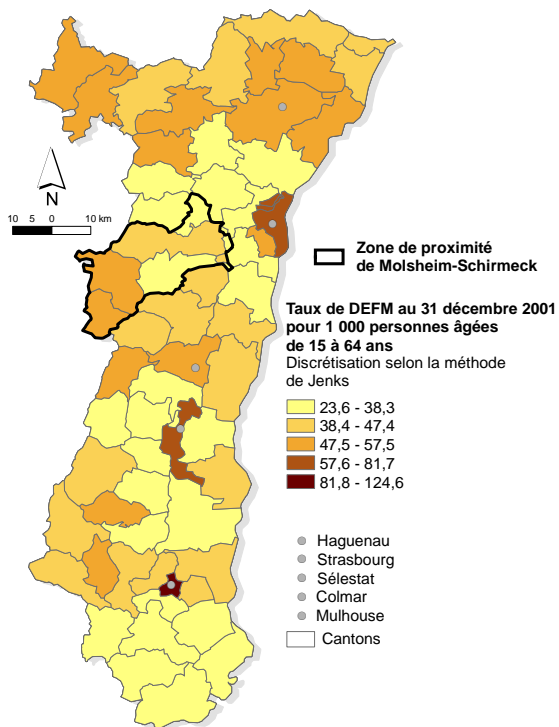 N
10 5 0 10 km
Zone de proximité
de Molsheim-Schirmeck
Taux de DEFM au 31 décembre 2001
pour 1 000 personnes âgées
de 15 à 64 ans
Discrétisation selon la méthode
de Jenks
23,6 - 38,3
38,4 - 47,4
47,5 - 57,5
57,6 - 81,7
81,8 - 124,6
Haguenau
Strasbourg
Sélestat
Colmar
Mulhouse
Cantons